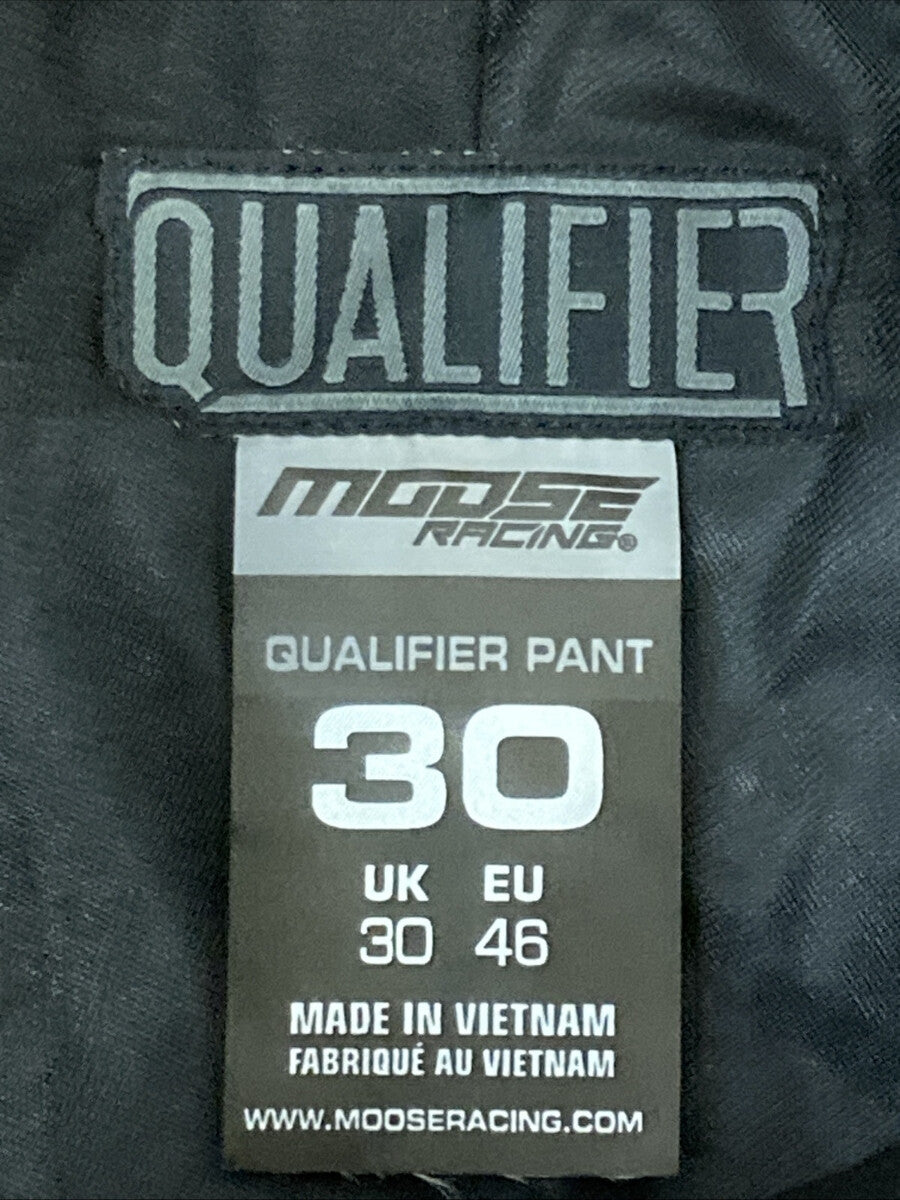 QUALIFIER
MOOSE
RACING®
QUALIFIER PANT
30
UK EU
30 46
MADE IN VIETNAM
FABRIQUÉ AU VIETNAM
WWW.MOOSERACING.COM